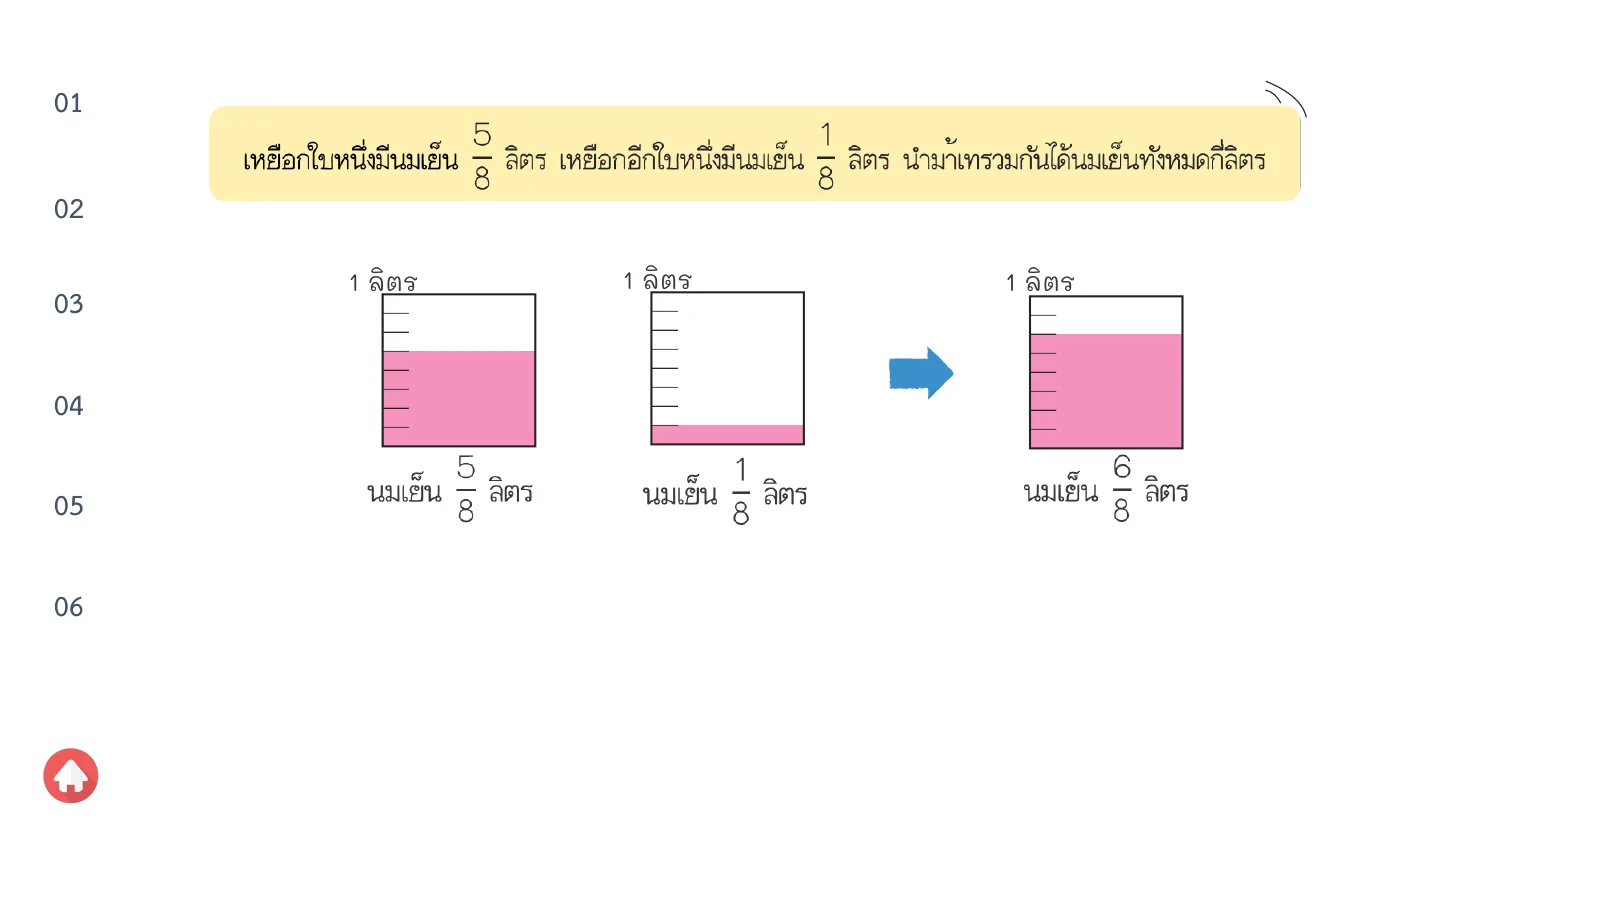 01
เหยือกใบหนึ่งมีนมเย็น 5/8 ลิตร เหยือกอีกใบหนึ่งมีนมเย็น 1/8 ลิตร นำมาเทรวมกันได้นมเย็นทั้งหมดกี่ลิตร
02
1 ลิตร 1 ลิตร 1 ลิตร
03
04
นมเย็น 5/8 ลิตร นมเย็น 1/8 ลิตร นมเย็น 6/8 ลิตร
05
06